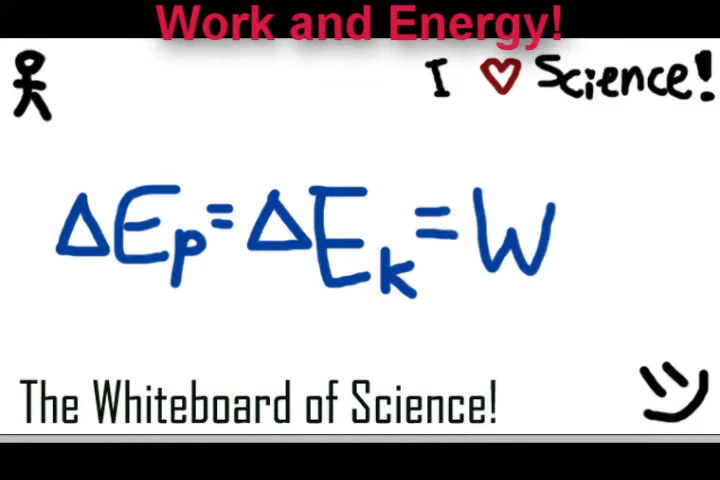 Work and Energy!
I ♥ Science!
ΔEp=ΔEk=W
The Whiteboard of Science!